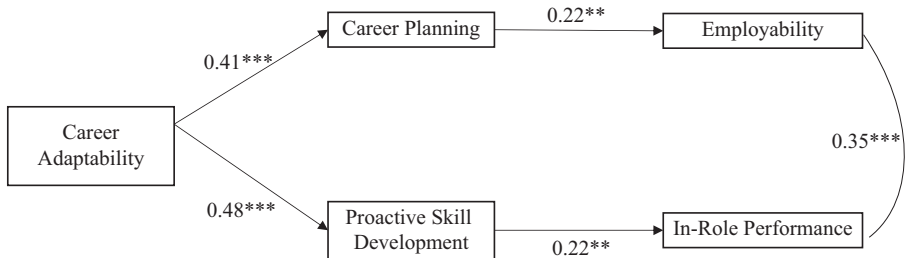 Career Planning
0.22**
Employability
0.41***
Career
Adaptability
0.35***
0.48***
Proactive Skill
Development
0.22**
In-Role Performance